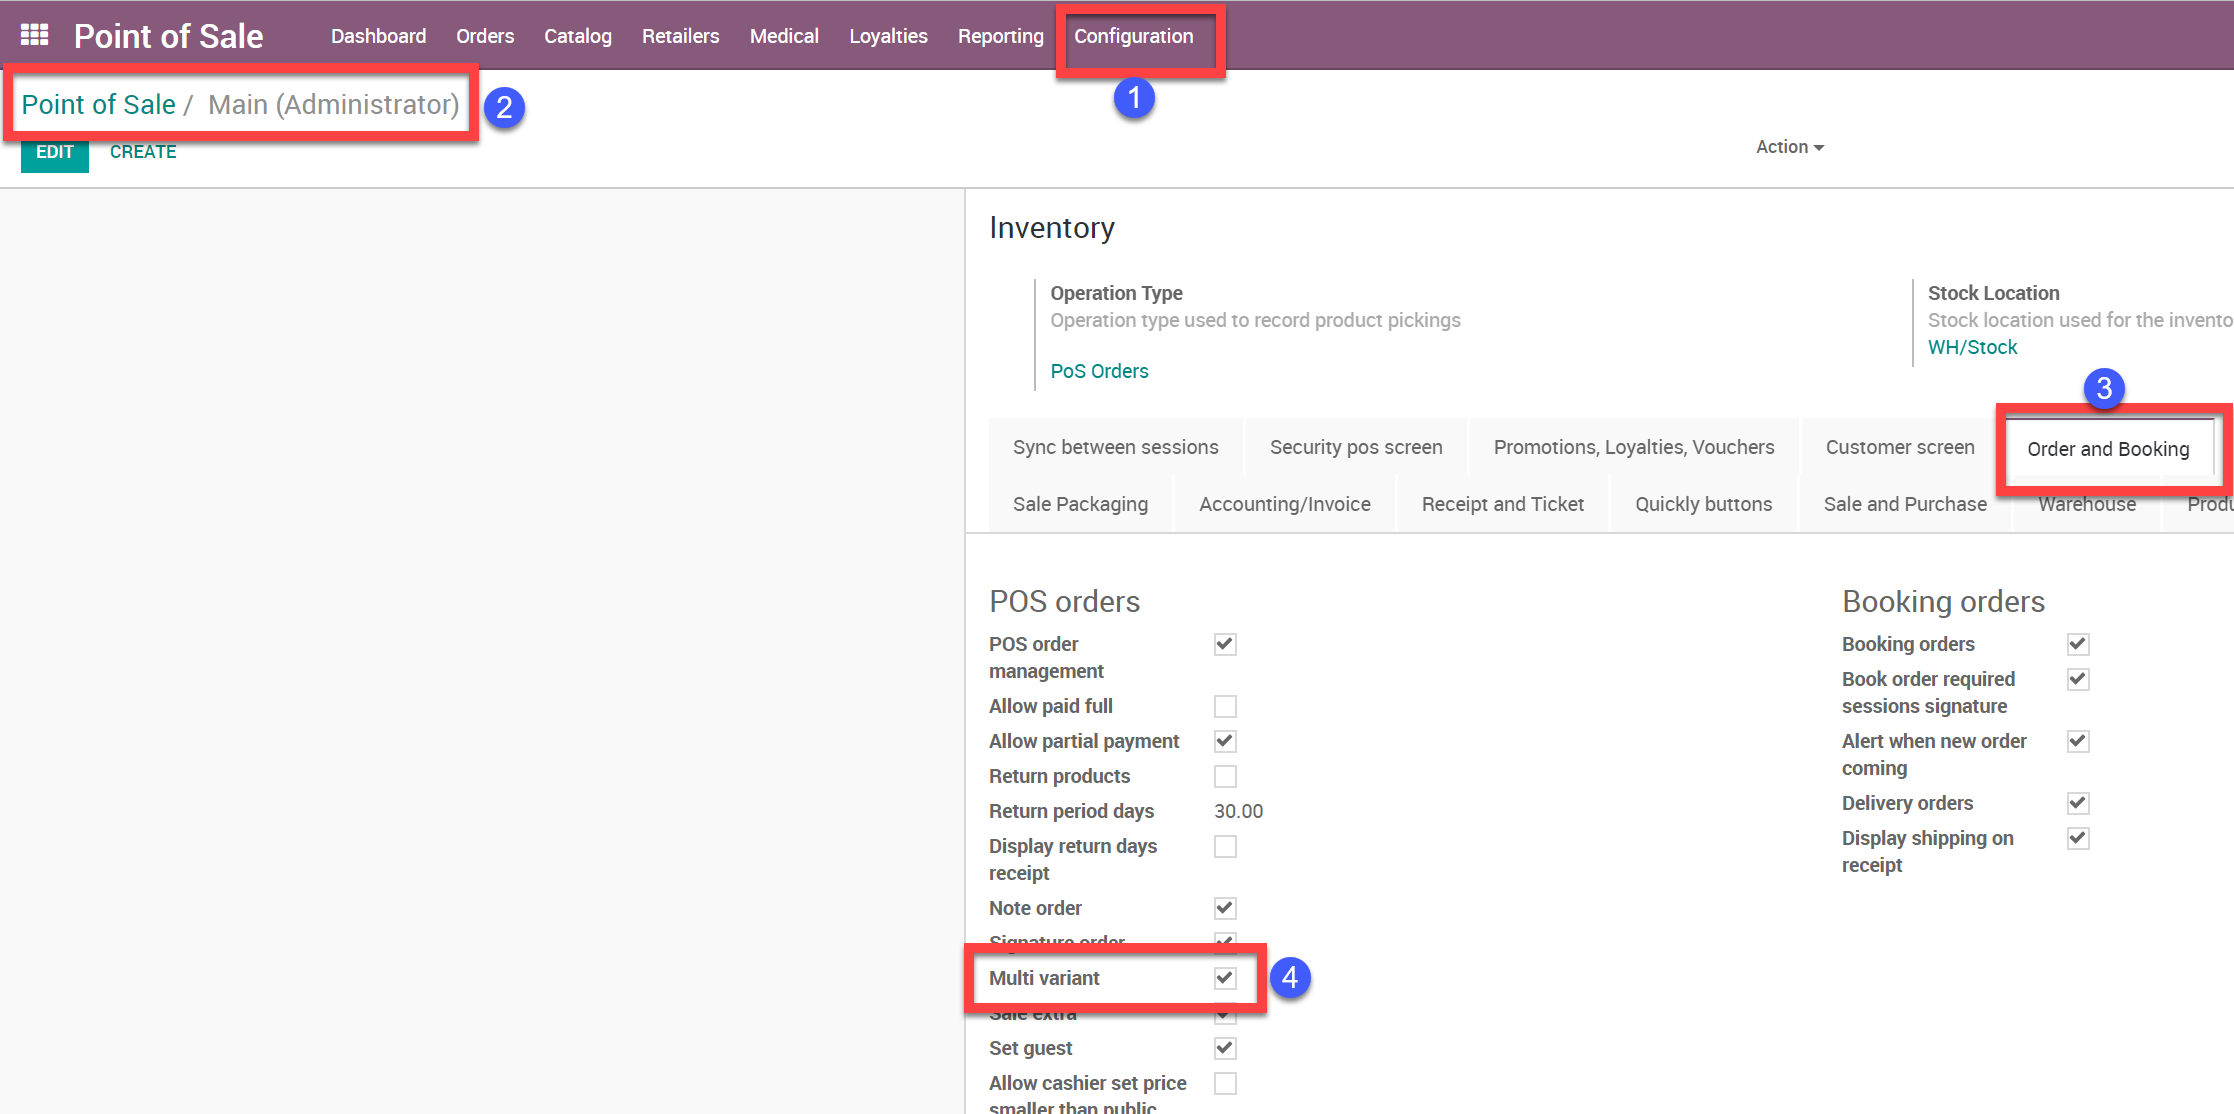 Point of Sale Dashboard Orders Catalog Retailers Medical Loyalties Reporting Configuration
1
Point of Sale / Main (Administrator) 2
EDIT CREATE
Action
Inventory
Operation Type
Operation type used to record product pickings
PoS Orders
Stock Location
Stock location used for the invento
WH/Stock
3
Sync between sessions Security pos screen Promotions, Loyalties, Vouchers Customer screen Order and Booking
Sale Packaging Accounting/Invoice Receipt and Ticket Quickly buttons Sale and Purchase Warehouse Produ
POS orders
POS order
management
Allow paid full
Allow partial payment
Return products
Return period days 30.00
Display return days
receipt
Note order
Signature order
Multi variant 4
Sale extra
Set guest
Allow cashier set price
smaller than public
Booking orders
Booking orders
Book order required
sessions signature
Alert when new order
coming
Delivery orders
Display shipping on
receipt